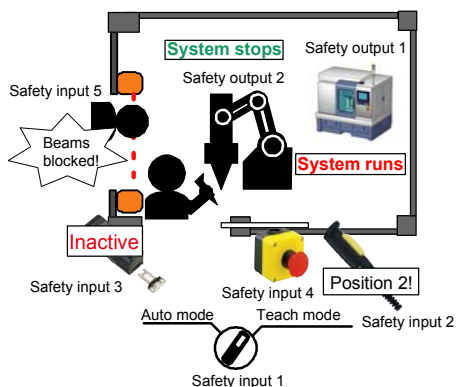 System stops
Safety output 1
Safety output 2
Safety input 5
Beams
blocked!
System runs
Inactive
Safety input 3
Safety input 4
Position 2!
Safety input 2
Auto mode
Teach mode
Safety input 1